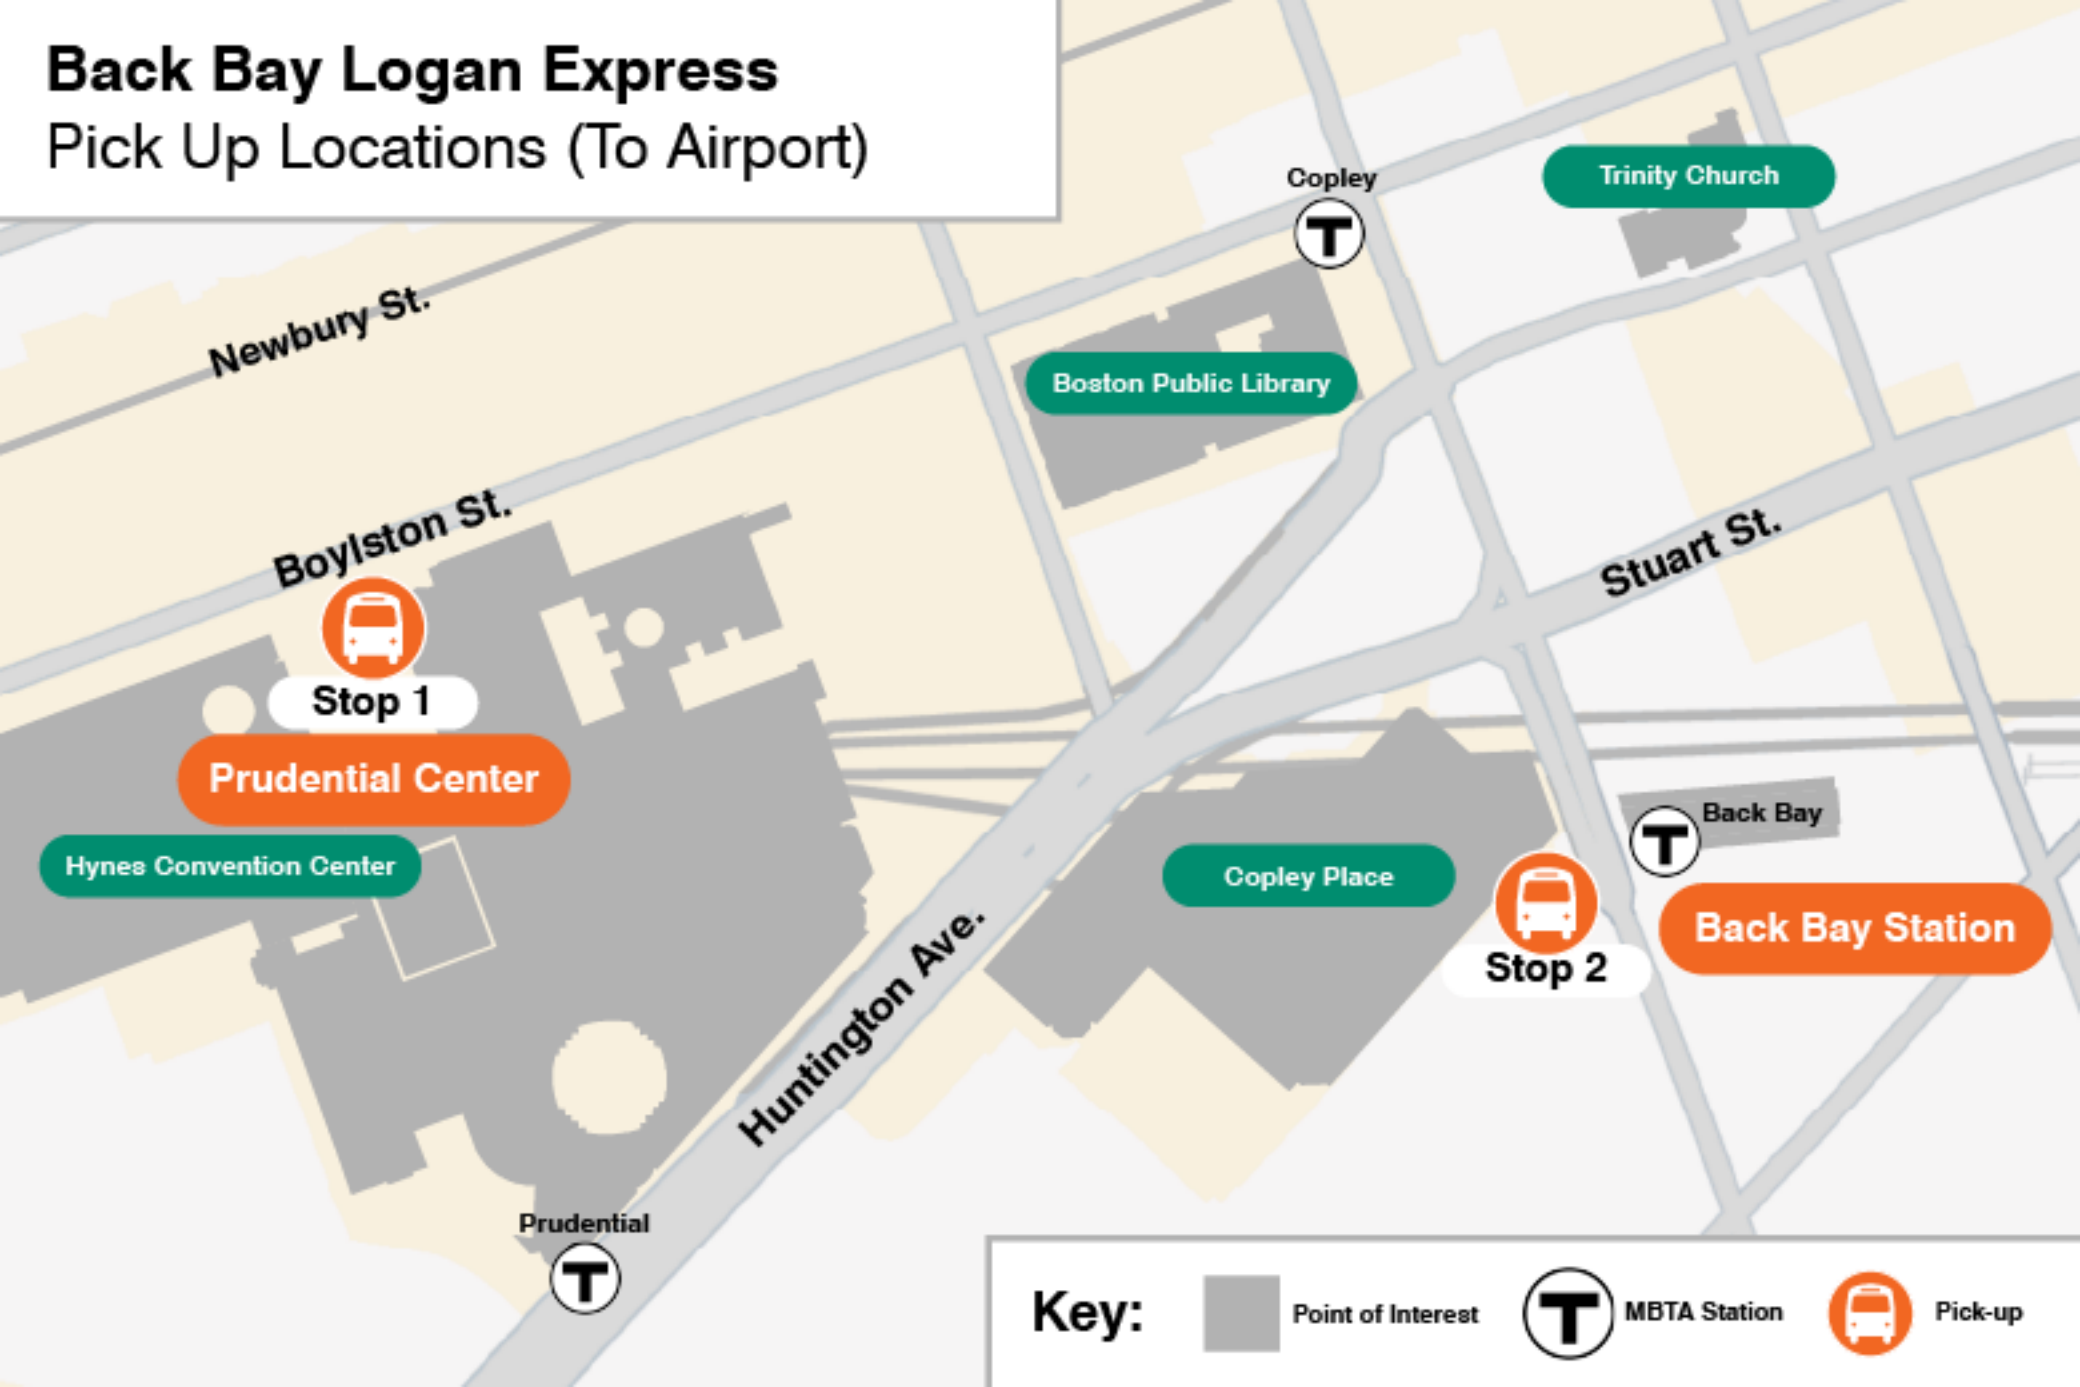 Back Bay Logan Express
Pick Up Locations (To Airport)
Copley
T
Trinity Church
Newbury St.
Boston Public Library
Boylston St.
Stuart St.
Stop 1
Prudential Center
Hynes Convention Center
Back Bay
T
Copley Place
Back Bay Station
Stop 2
Huntington Ave.
Prudential
T
Key:
Point of Interest
T
MBTA Station
Pick-up